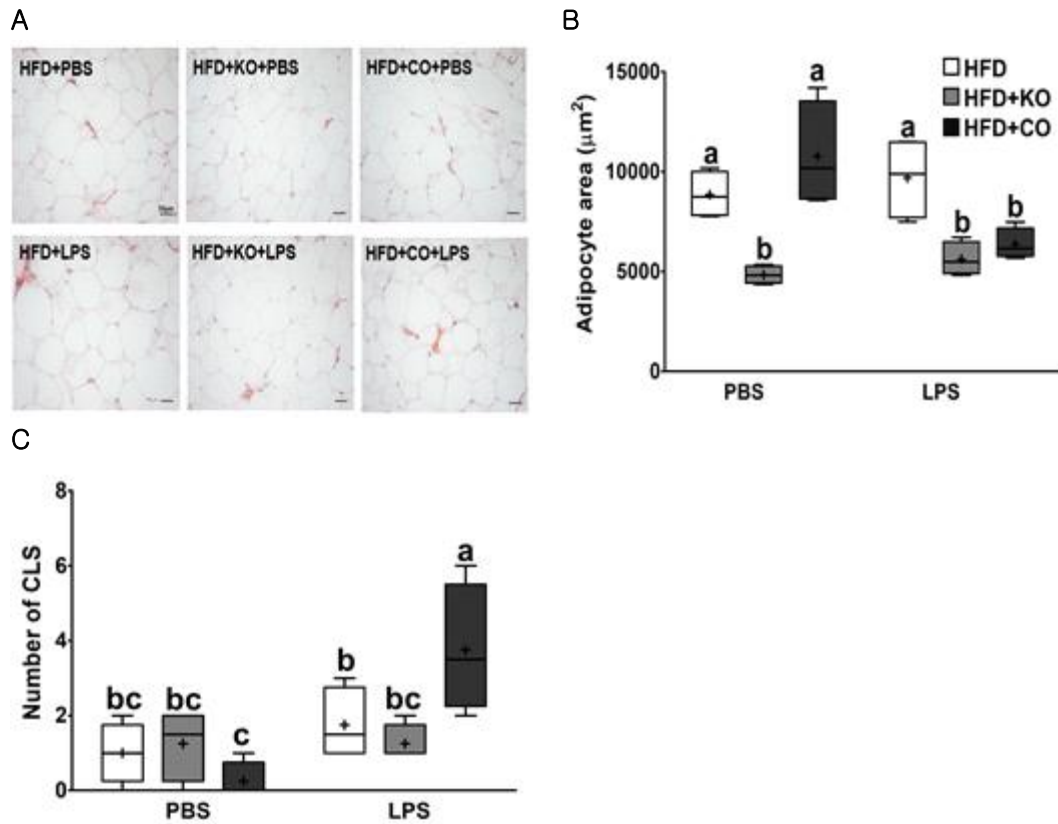 A
HFD+PBS
HFD+KO+PBS
HFD+CO+PBS
HFD+LPS
HFD+KO+LPS
HFD+CO+LPS
B
Adipocyte area (μm²)
15000
10000
5000
0
a
b
a
a
b
b
HFD
HFD+KO
HFD+CO
PBS
LPS
C
Number of CLS
8
6
4
2
0
bc
bc
c
b
bc
a
PBS
LPS